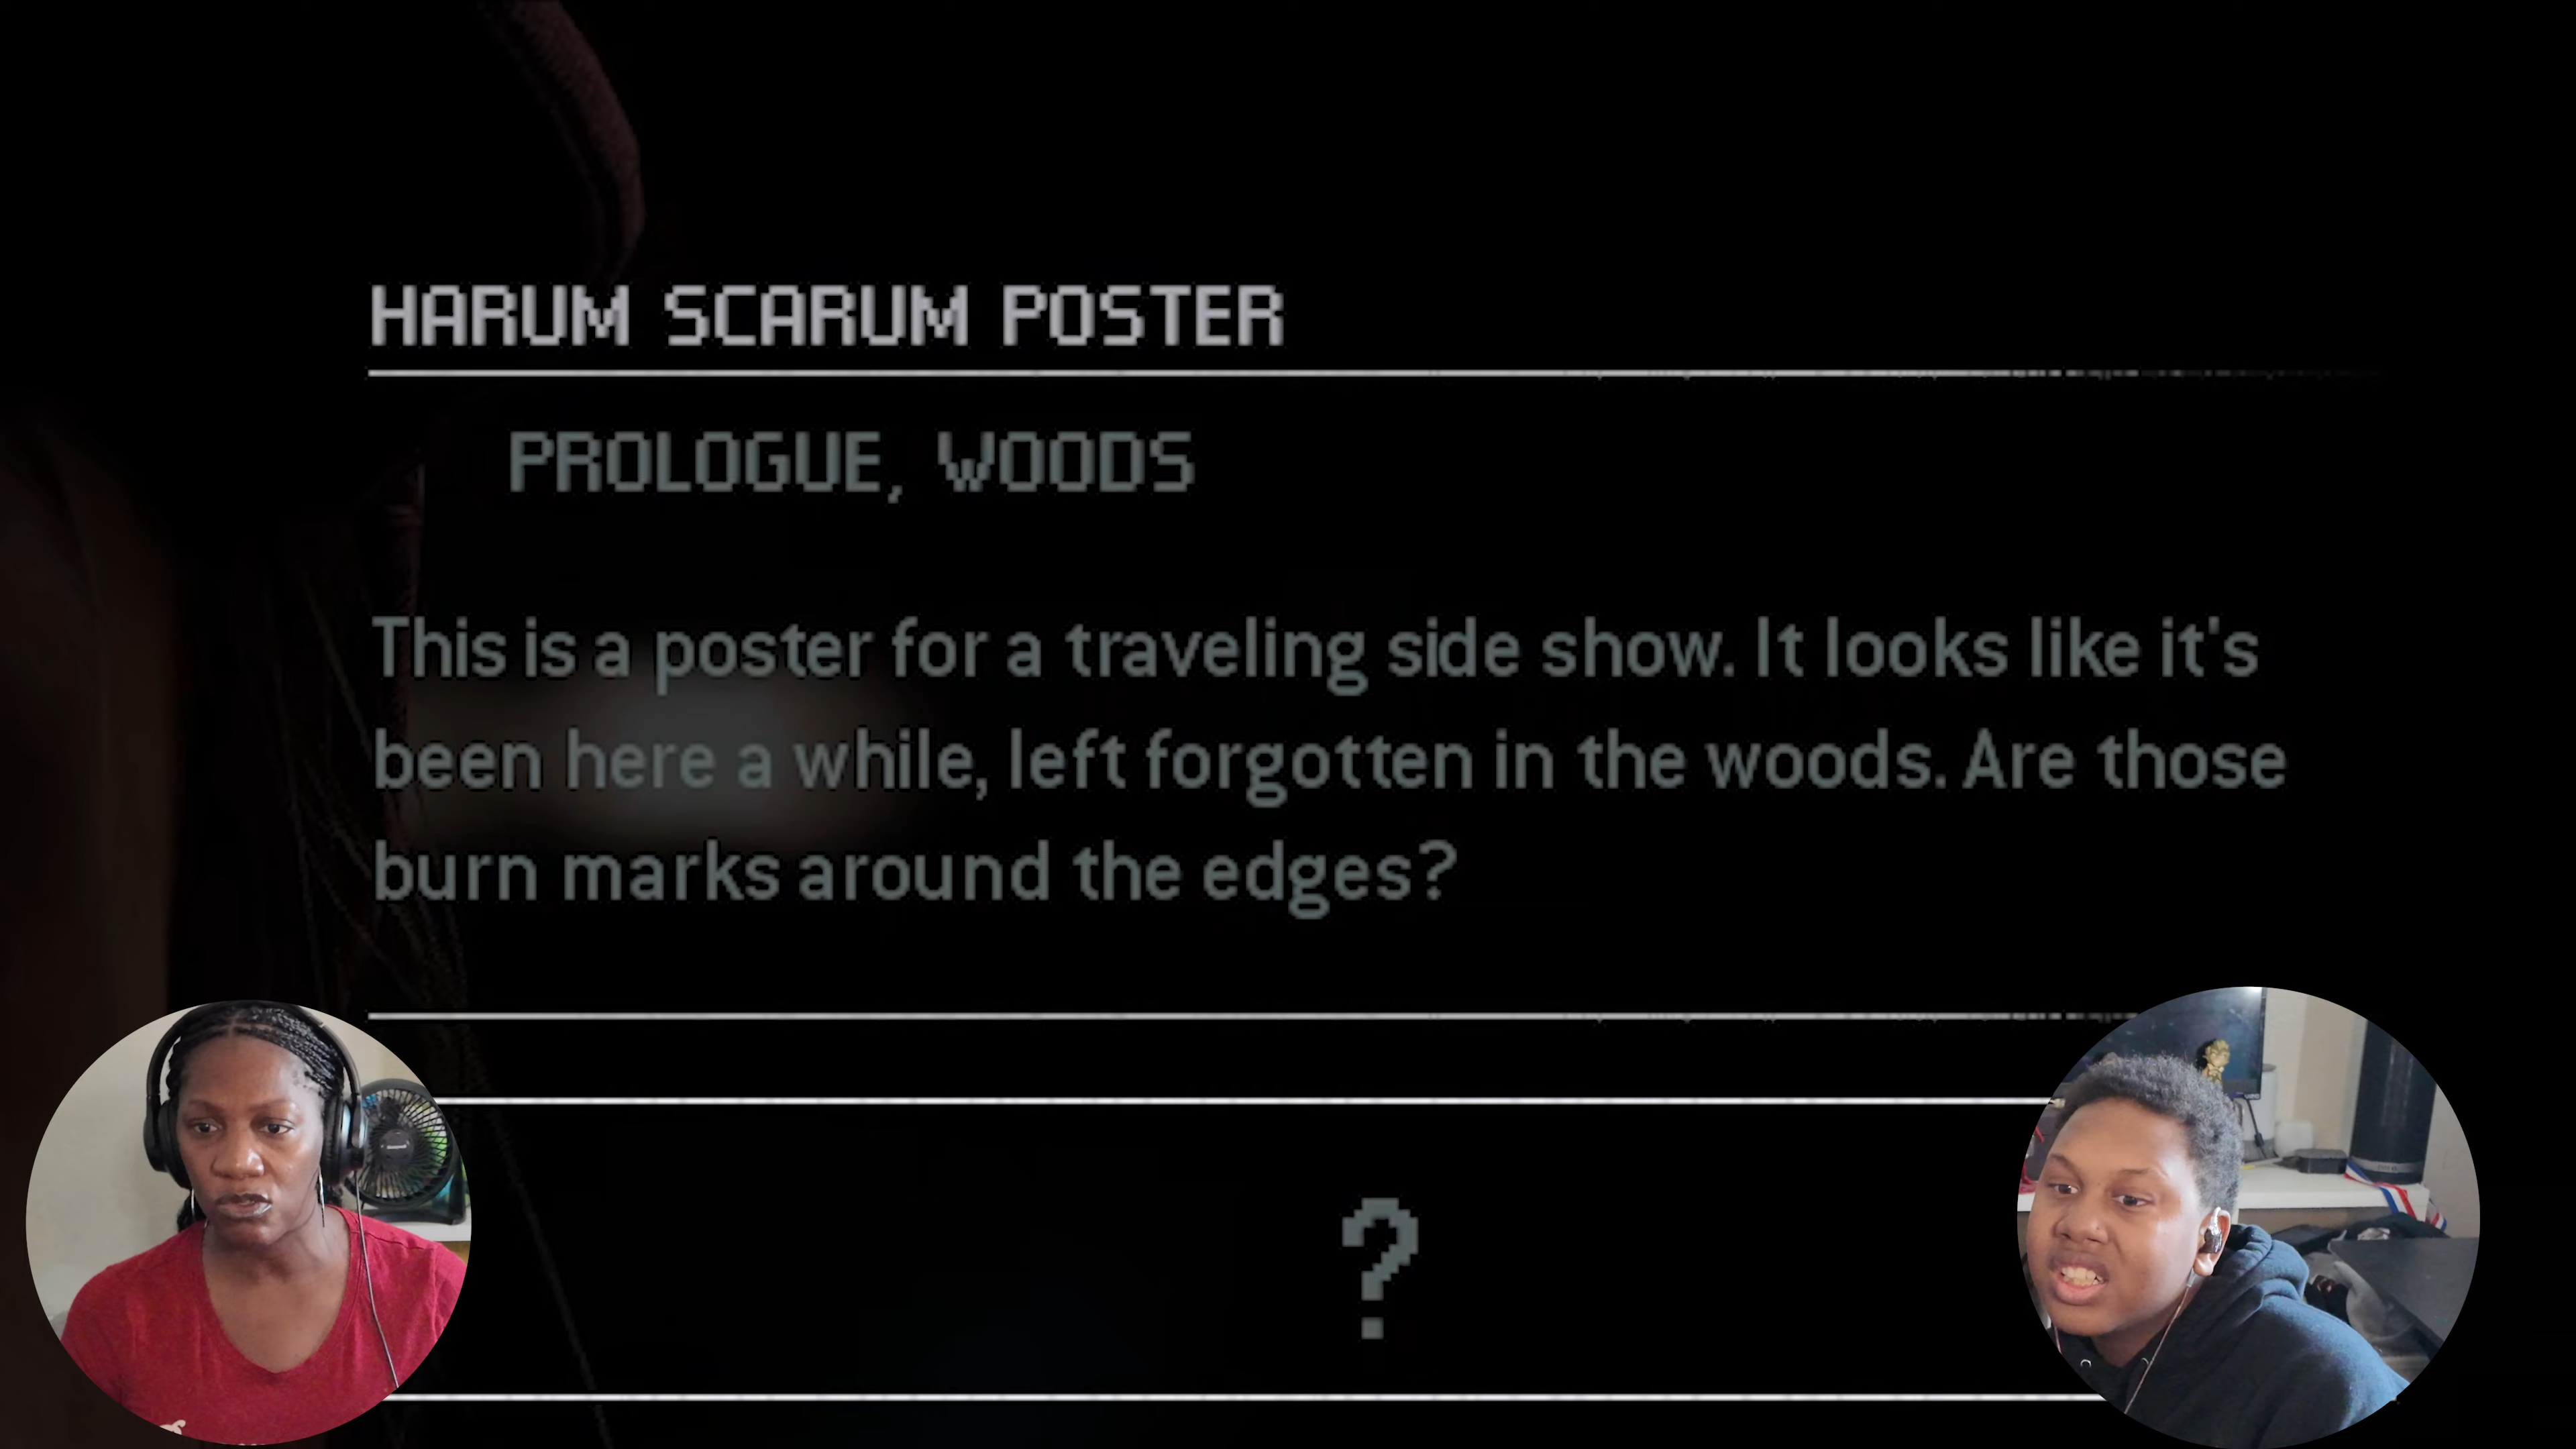 HARUM SCARUM POSTER
PROLOGUE, WOODS
This is a poster for a traveling side show. It looks like it's
been here a while, left forgotten in the woods. Are those
burn marks around the edges?
?